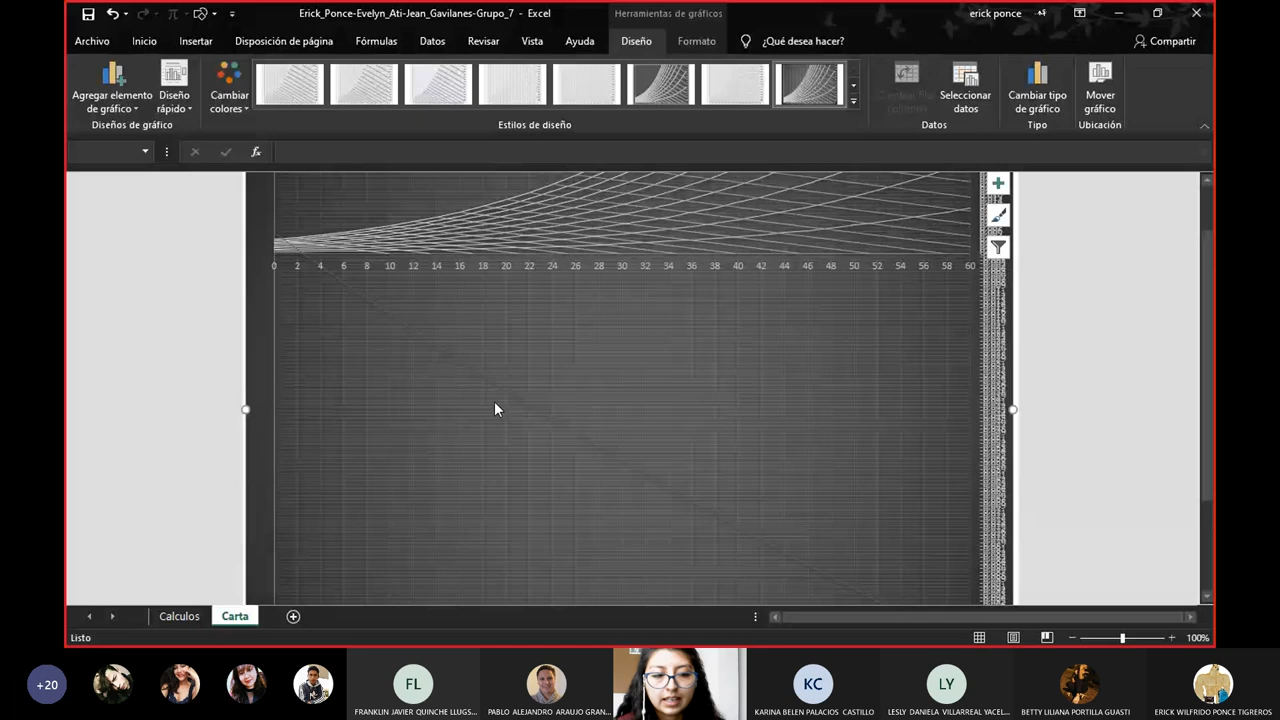 Erick_Ponce-Evelyn_Ati-Jean_Gavilanes-Grupo_7 - Excel
Herramientas de gráficos
erick ponce
Archivo Inicio Insertar Disposición de página Fórmulas Datos Revisar Vista Ayuda Diseño Formato ¿Qué desea hacer? Compartir
Agregar elemento de gráfico
Diseño rápido
Cambiar colores
Seleccionar datos
Cambiar tipo de gráfico
Mover gráfico
Diseños de gráfico Estilos de diseño Datos Tipo Ubicación
fx
0 2 4 6 8 10 12 14 16 18 20 22 24 26 28 30 32 34 36 38 40 42 44 46 48 50 52 54 56 58 60
Calculos Carta
Listo 100%
+20 FL KC LY
FRANKLIN JAVIER QUINCHE LLUGS... PABLO ALEJANDRO ARAUJO GRAN... KARINA BELEN PALACIOS CASTILLO LESLY DANIELA VILLARREAL YACEL... BETTY LILIANA PORTILLA GUASTI ERICK WILFRIDO PONCE TIGREROS